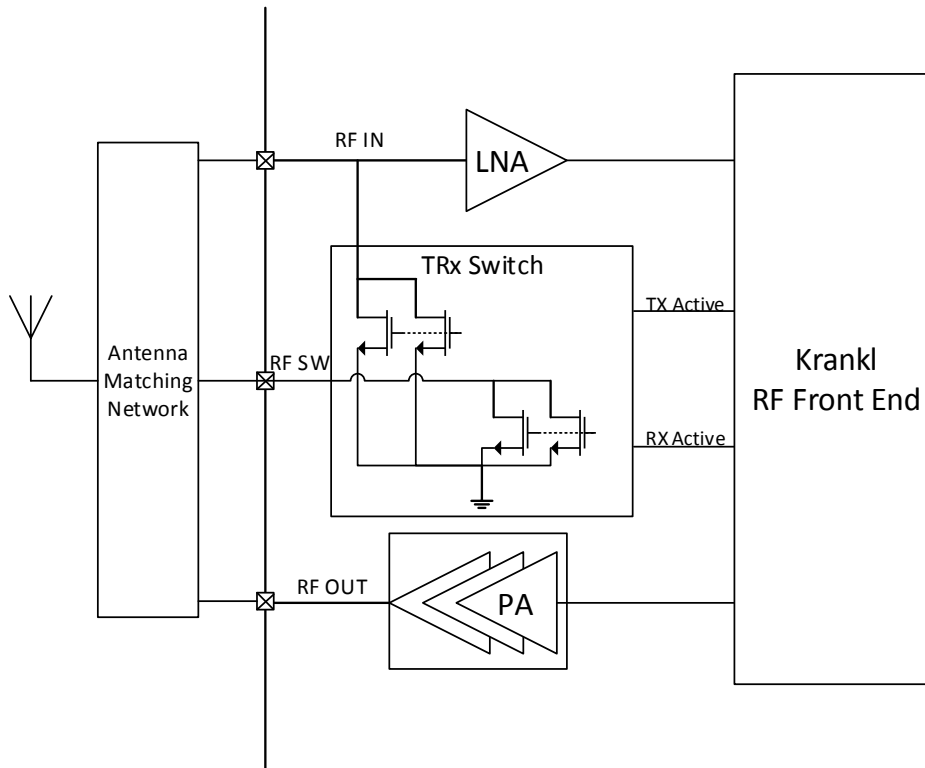 RF IN
LNA
TRx Switch
TX Active
Antenna
Matching
Network
RF SW
Krankl
RF Front End
RX Active
RF OUT
PA